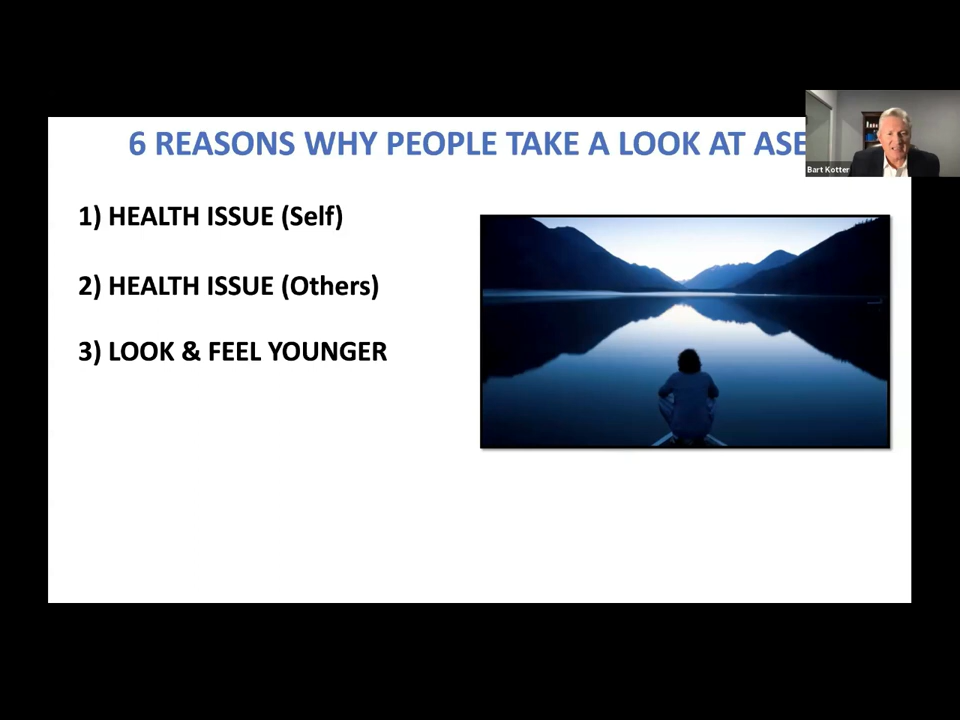 6 REASONS WHY PEOPLE TAKE A LOOK AT ASE
Bart Kotter
1) HEALTH ISSUE (Self)
2) HEALTH ISSUE (Others)
3) LOOK & FEEL YOUNGER